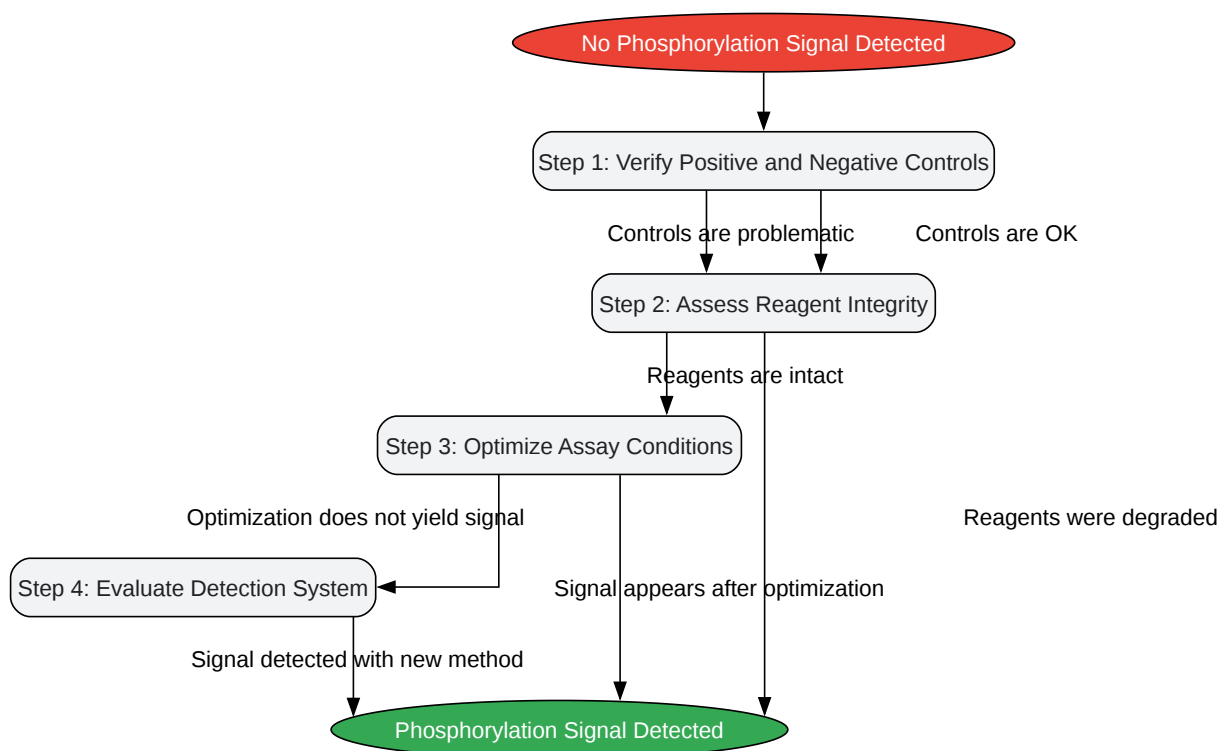 No Phosphorylation Signal Detected
Step 1: Verify Positive and Negative Controls
Controls are problematic
Controls are OK
Step 2: Assess Reagent Integrity
Reagents are intact
Step 3: Optimize Assay Conditions
Optimization does not yield signal
Reagents were degraded
Step 4: Evaluate Detection System
Signal appears after optimization
Signal detected with new method
Phosphorylation Signal Detected